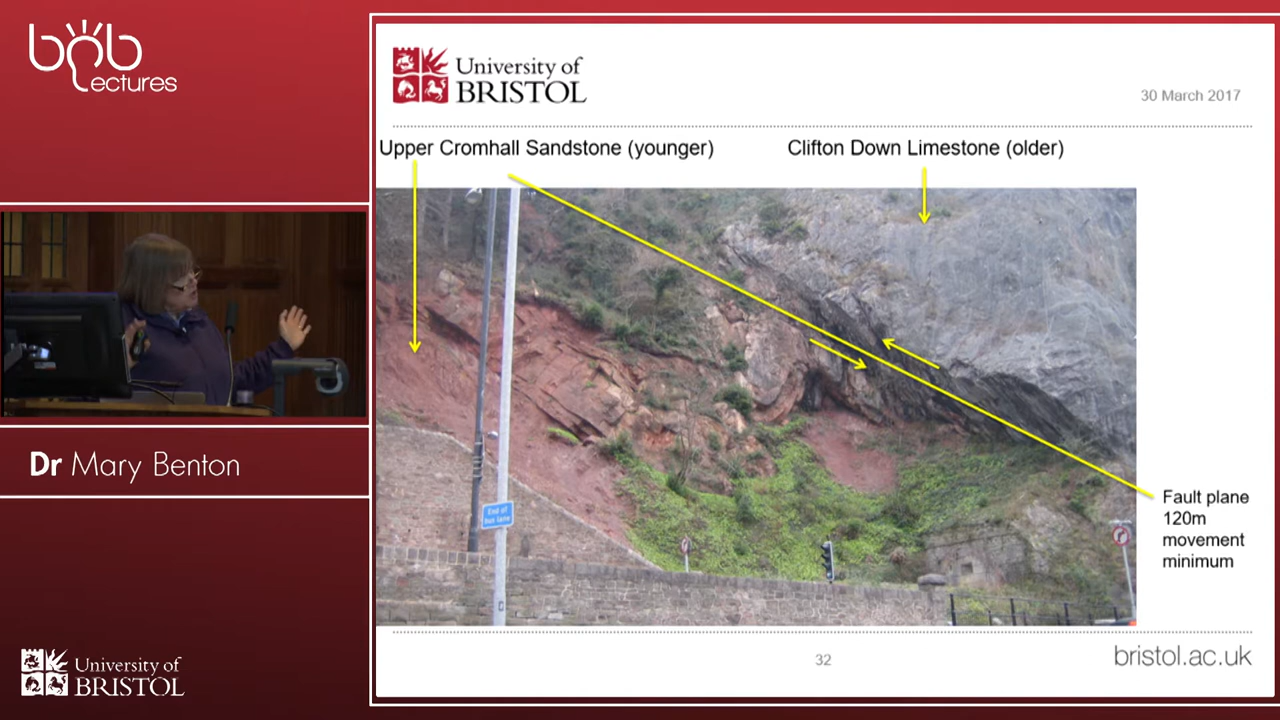 bob
Lectures
University of
BRISTOL
30 March 2017
Upper Cromhall Sandstone (younger)
Clifton Down Limestone (older)
End of
bus lane
Fault plane
120m
movement
minimum
Dr Mary Benton
University of
BRISTOL
32
bristol.ac.uk